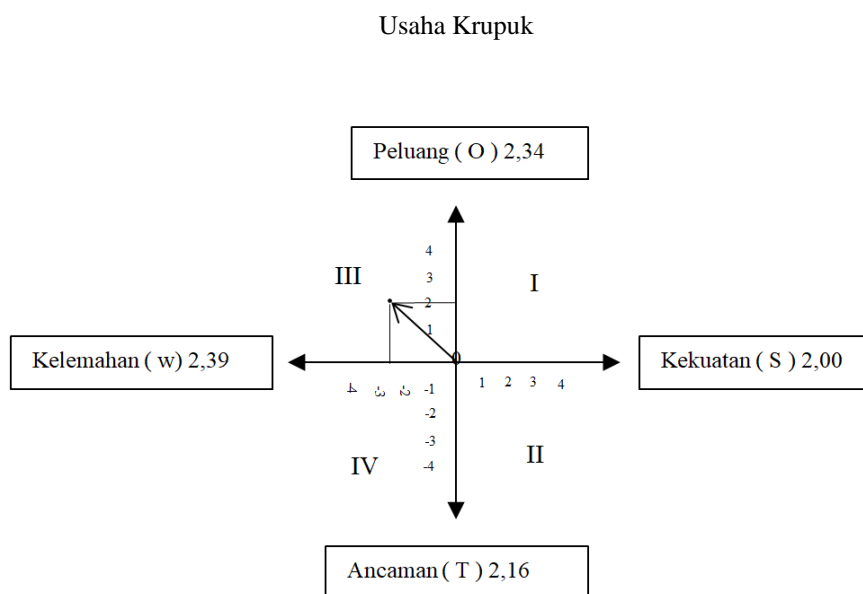 Usaha Krupuk
Peluang ( O ) 2,34
4
III
3
I
2
1
Kelemahan ( w) 2,39
0
Kekuatan ( S ) 2,00
-4 -3 -2 -1 1 2 3 4
-2
-3
IV
-4
II
Ancaman ( T ) 2,16